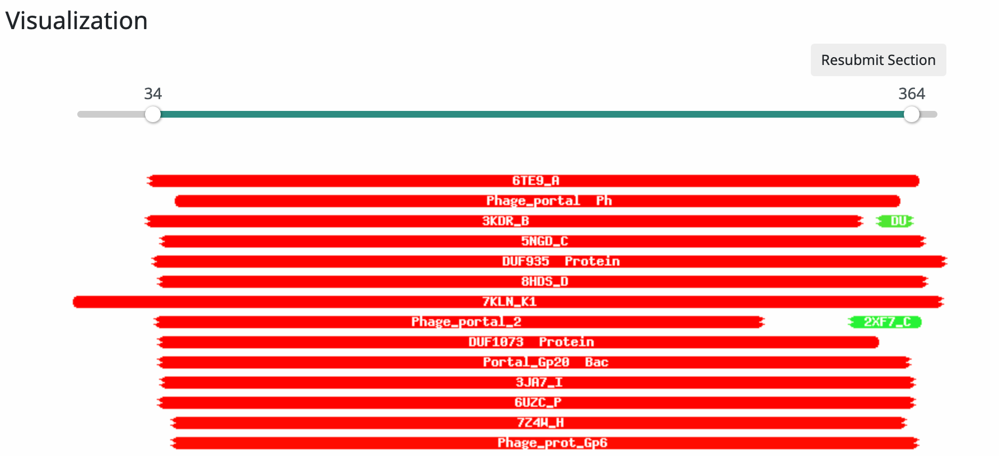 Visualization
Resubmit Section
34 364
6TE9_A
Phage_portal Ph
3KDR_B DU
5NGD_C
DUF935 Protein
8HDS_D
7KLN_K1
Phage_portal_2 2XF7_C
DUF1073 Protein
Portal_Gp20 Bac
3JA7_I
6UZC_P
7Z4W_H
Phage_prot_Gp6